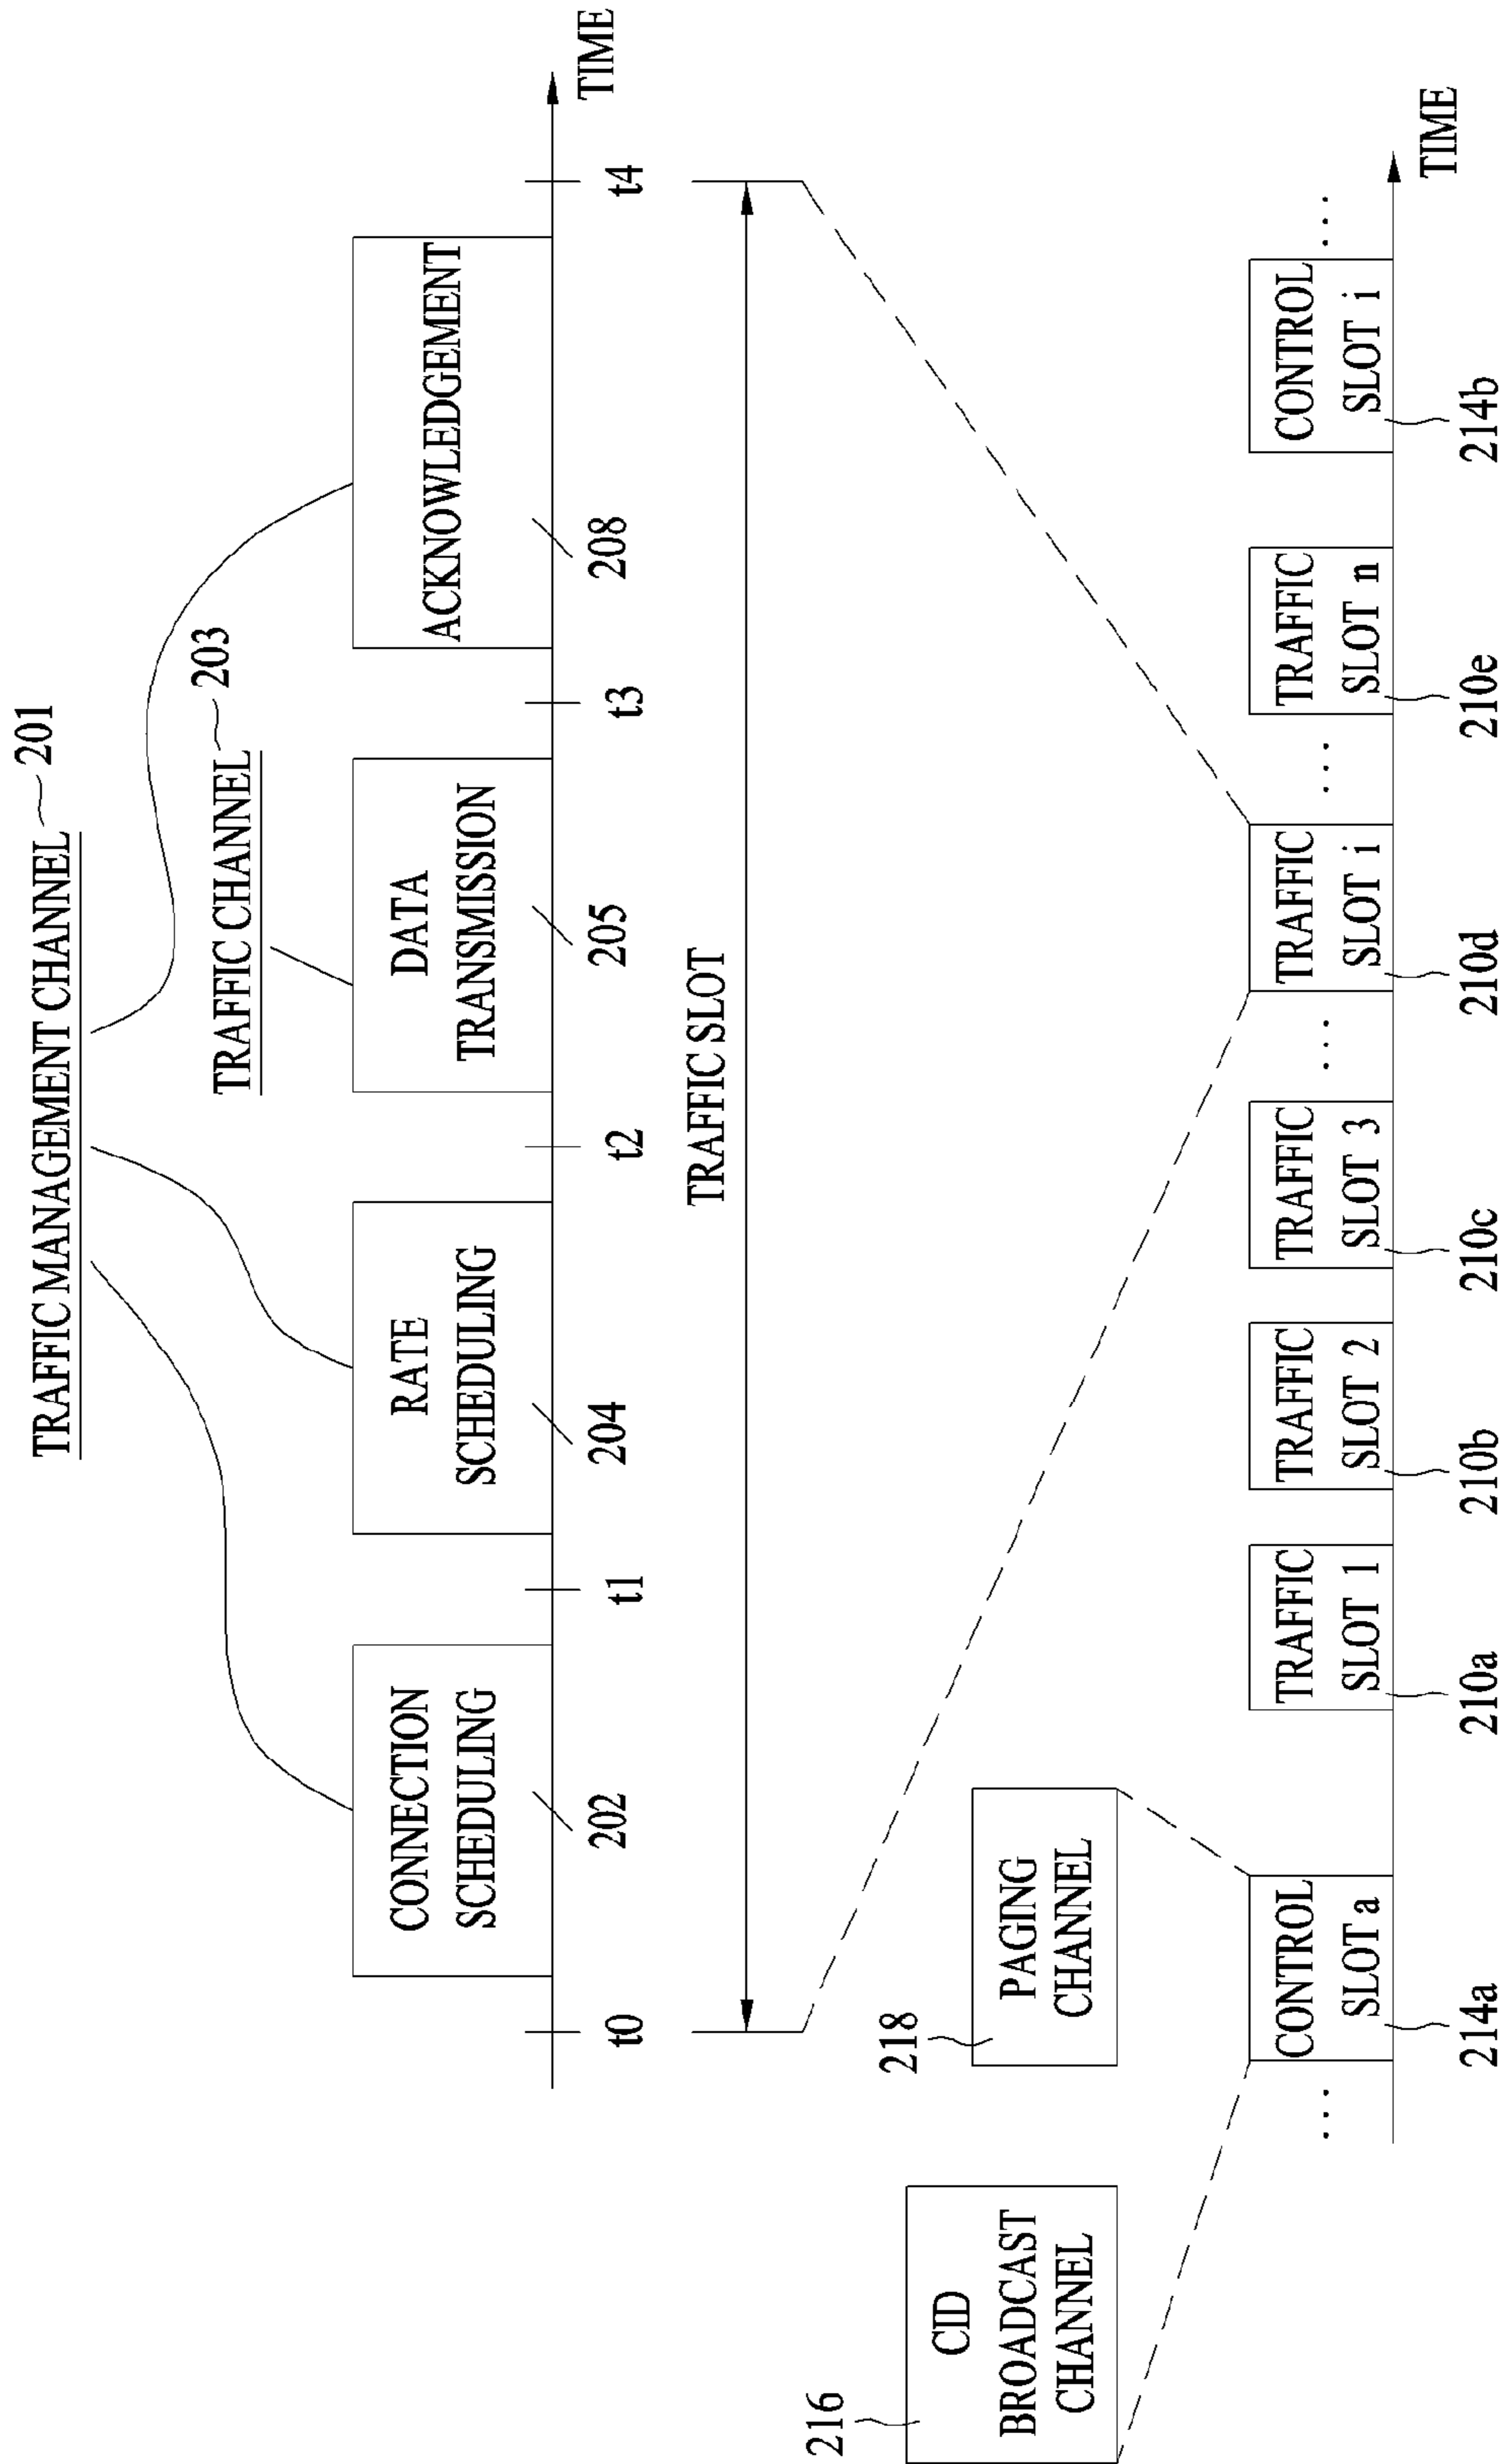 TRAFFIC MANAGEMENT CHANNEL 201
TRAFFIC CHANNEL 203
CONNECTION
SCHEDULING
202
RATE
SCHEDULING
204
DATA
TRANSMISSION
205
ACKNOWLEDGEMENT
208
t0
t1
t2
t3
t4
TIME
TRAFFIC SLOT
216
CID
BROADCAST
CHANNEL
218
PAGING
CHANNEL
...
CONTROL
SLOT a
214a
TRAFFIC
SLOT 1
210a
TRAFFIC
SLOT 2
210b
TRAFFIC
SLOT 3
210c
...
TRAFFIC
SLOT i
210d
...
TRAFFIC
SLOT n
210e
CONTROL
SLOT i
214b
...
TIME